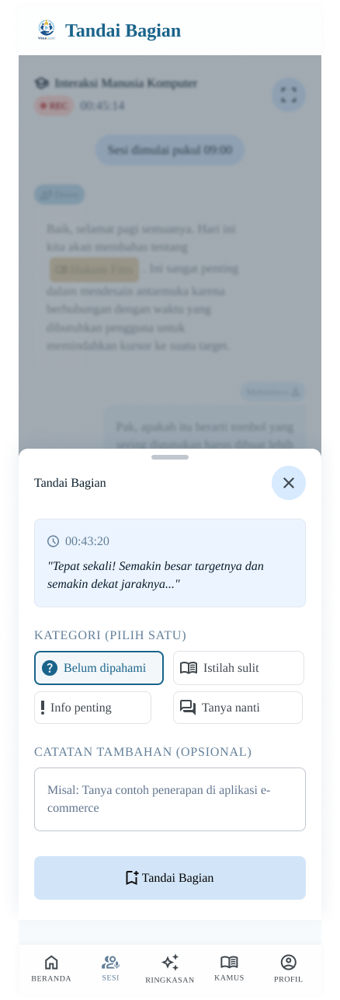 Tandai Bagian
Interaksi Manusia Komputer
REC 00:45:14
Sesi dimulai pukul 09:00
Dosen
Baik, selamat pagi semuanya. Hari ini
kita akan membahas tentang
Hukum Fitts . Ini sangat penting
dalam mendesain antarmuka karena
berhubungan dengan waktu yang
dibutuhkan pengguna untuk
memindahkan kursor ke suatu target.
Mahasiswa
Pak, apakah itu berarti tombol yang
sering digunakan harus dibuat lebih
Tandai Bagian
00:43:20
"Tepat sekali! Semakin besar targetnya dan
semakin dekat jaraknya..."
KATEGORI (PILIH SATU)
Belum dipahami
Istilah sulit
Info penting
Tanya nanti
CATATAN TAMBAHAN (OPSIONAL)
Misal: Tanya contoh penerapan di aplikasi e-
commerce
Tandai Bagian
BERANDA
SESI
RINGKASAN
KAMUS
PROFIL